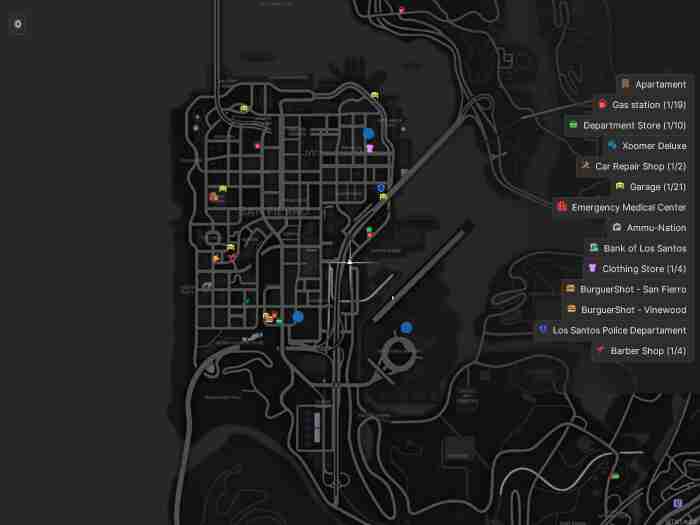 Apartament
Gas station (1/19)
Department Store (1/10)
Xoomer Deluxe
Car Repair Shop (1/2)
Garage (1/21)
Emergency Medical Center
Ammu-Nation
Bank of Los Santos
Clothing Store (1/4)
BurguerShot - San Fierro
BurguerShot - Vinewood
Los Santos Police Departament
Barber Shop (1/4)